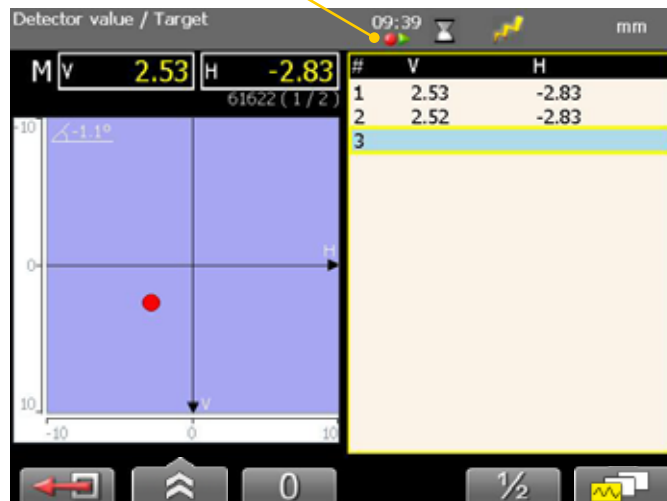 Detector value / Target
09:39
mm
M V 2.53 H -2.83
61622 ( 1 / 2 )
# V H
1 2.53 -2.83
2 2.52 -2.83
3
-10
-1.1°
0
H
10
V
-10 0 10
0
½